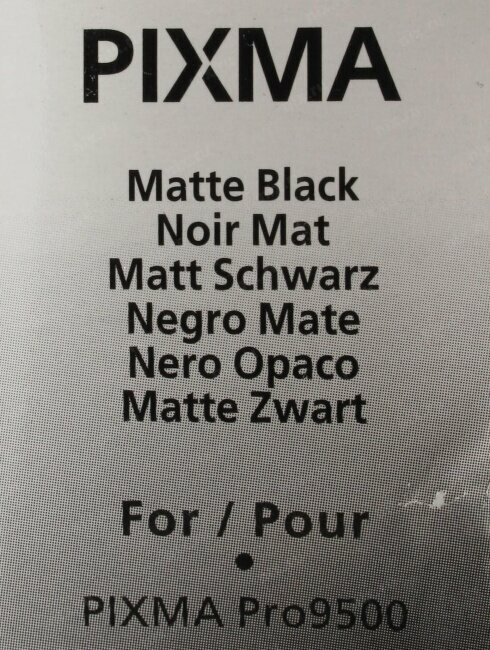 PIXMA
Matte Black
Noir Mat
Matt Schwarz
Negro Mate
Nero Opaco
Matte Zwart
For / Pour
•
PIXMA Pro9500